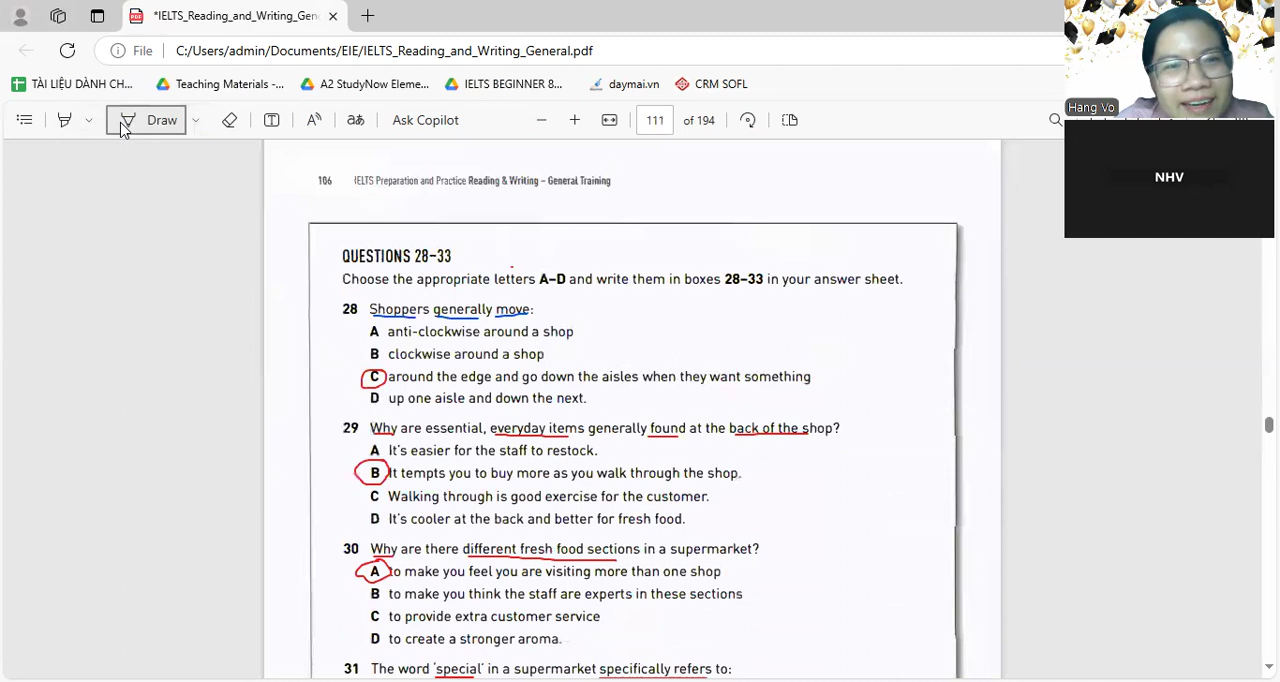 *IELTS_Reading_and_Writing_Gen
File C:/Users/admin/Documents/EIE/IELTS_Reading_and_Writing_General.pdf
TÀI LIỆU DÀNH CH... Teaching Materials -... A2 StudyNow Eleme... IELTS BEGINNER 8... daymai.vn CRM SOFL
Draw Ask Copilot 111 of 194
Hang Vo
NHV
106 IELTS Preparation and Practice Reading & Writing – General Training
QUESTIONS 28–33
Choose the appropriate letters A–D and write them in boxes 28–33 in your answer sheet.
28 Shoppers generally move:
A anti-clockwise around a shop
B clockwise around a shop
C around the edge and go down the aisles when they want something
D up one aisle and down the next.
29 Why are essential, everyday items generally found at the back of the shop?
A It's easier for the staff to restock.
B It tempts you to buy more as you walk through the shop.
C Walking through is good exercise for the customer.
D It's cooler at the back and better for fresh food.
30 Why are there different fresh food sections in a supermarket?
A to make you feel you are visiting more than one shop
B to make you think the staff are experts in these sections
C to provide extra customer service
D to create a stronger aroma.
31 The word 'special' in a supermarket specifically refers to: